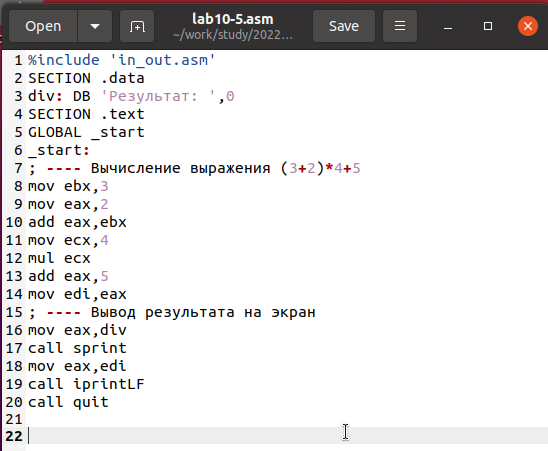 lab10-5.asm
~/work/study/2022...
Open
Save
1 %include 'in_out.asm'
2 SECTION .data
3 div: DB 'Результат: ',0
4 SECTION .text
5 GLOBAL _start
6 _start:
7 ; ---- Вычисление выражения (3+2)*4+5
8 mov ebx,3
9 mov eax,2
10 add eax,ebx
11 mov ecx,4
12 mul ecx
13 add eax,5
14 mov edi,eax
15 ; ---- Вывод результата на экран
16 mov eax,div
17 call sprint
18 mov eax,edi
19 call iprintLF
20 call quit
21
22